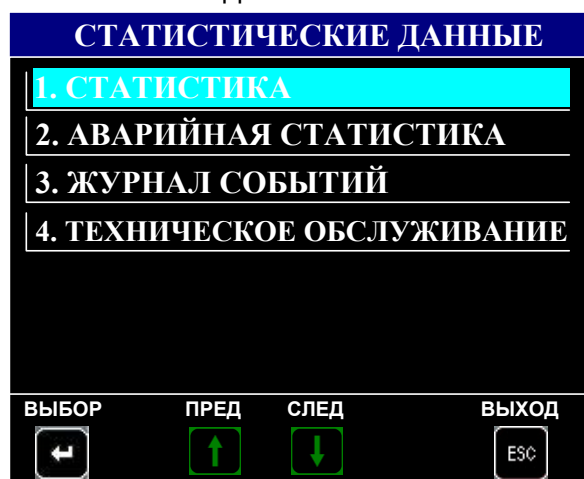 СТАТИСТИЧЕСКИЕ ДАННЫЕ
1. СТАТИСТИКА
2. АВАРИЙНАЯ СТАТИСТИКА
3. ЖУРНАЛ СОБЫТИЙ
4. ТЕХНИЧЕСКОЕ ОБСЛУЖИВАНИЕ
ВЫБОР ПРЕД СЛЕД ВЫХОД
ESC